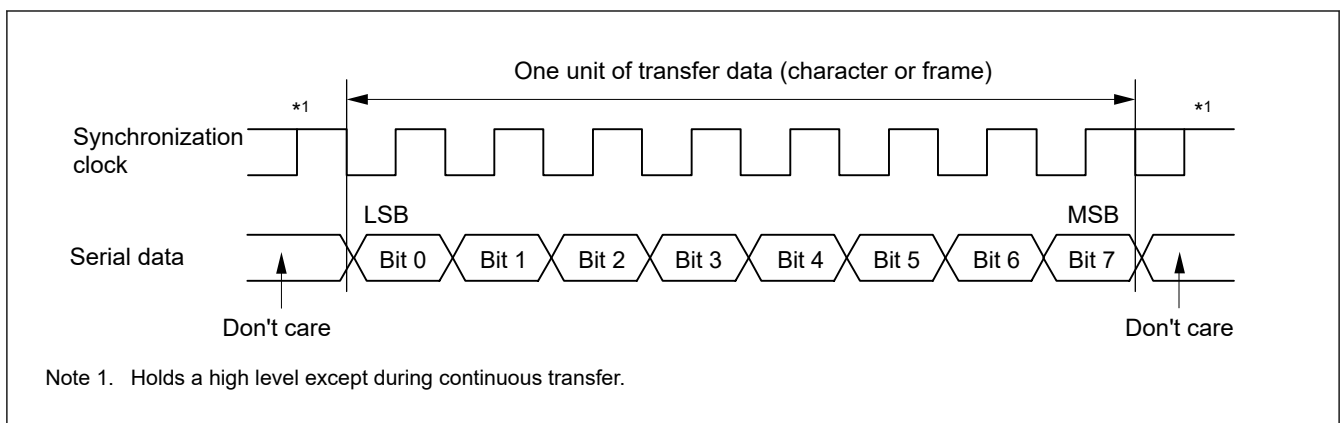 One unit of transfer data (character or frame)
*1 *1
Synchronization
clock
LSB MSB
Serial data Bit 0 Bit 1 Bit 2 Bit 3 Bit 4 Bit 5 Bit 6 Bit 7
Don't care Don't care
Note 1. Holds a high level except during continuous transfer.